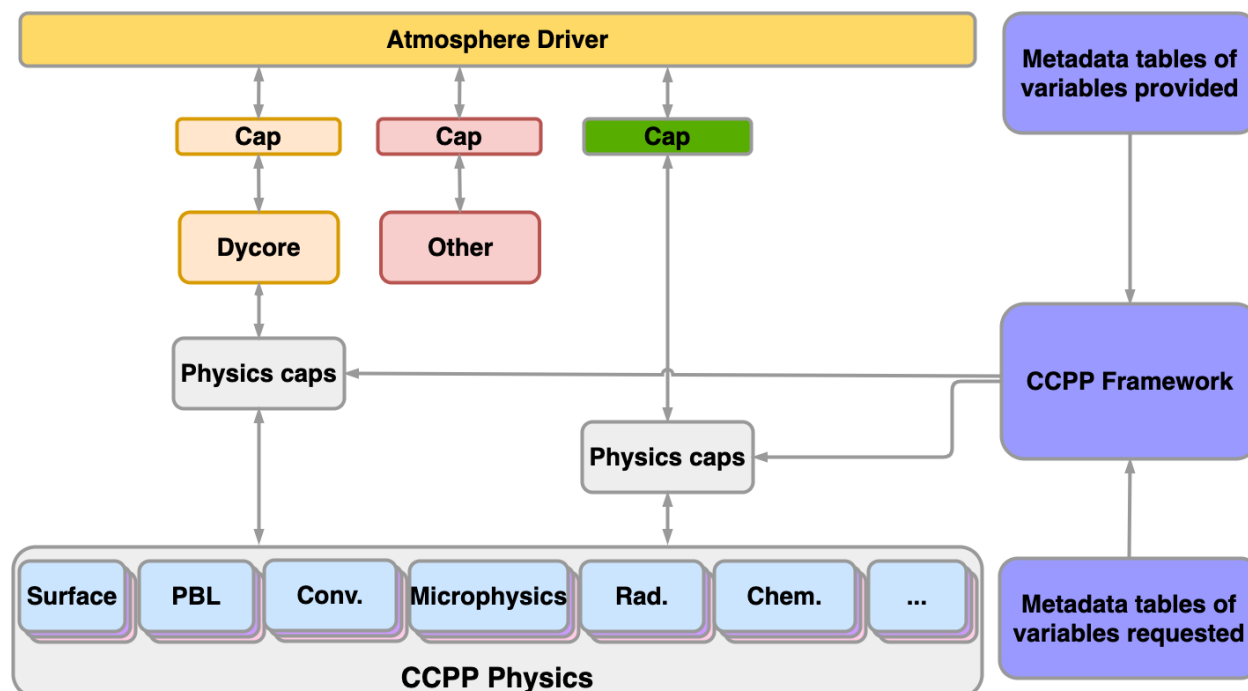 Atmosphere Driver
Metadata tables of
variables provided
Cap
Cap
Cap
Dycore
Other
Physics caps
CCPP Framework
Physics caps
Surface
PBL
Conv.
Microphysics
Rad.
Chem.
...
Metadata tables of
variables requested
CCPP Physics